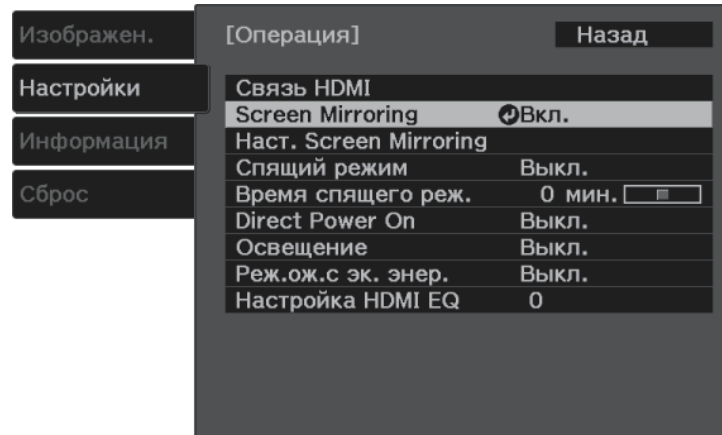 Изображен.
Настройки
Информация
Сброс
[Операция] Назад
Связь HDMI
Screen Mirroring Вкл.
Наст. Screen Mirroring
Спящий режим Выкл.
Время спящего реж. 0 мин.
Direct Power On Выкл.
Освещение Выкл.
Реж.ож.с эк. энер. Выкл.
Настройка HDMI EQ 0